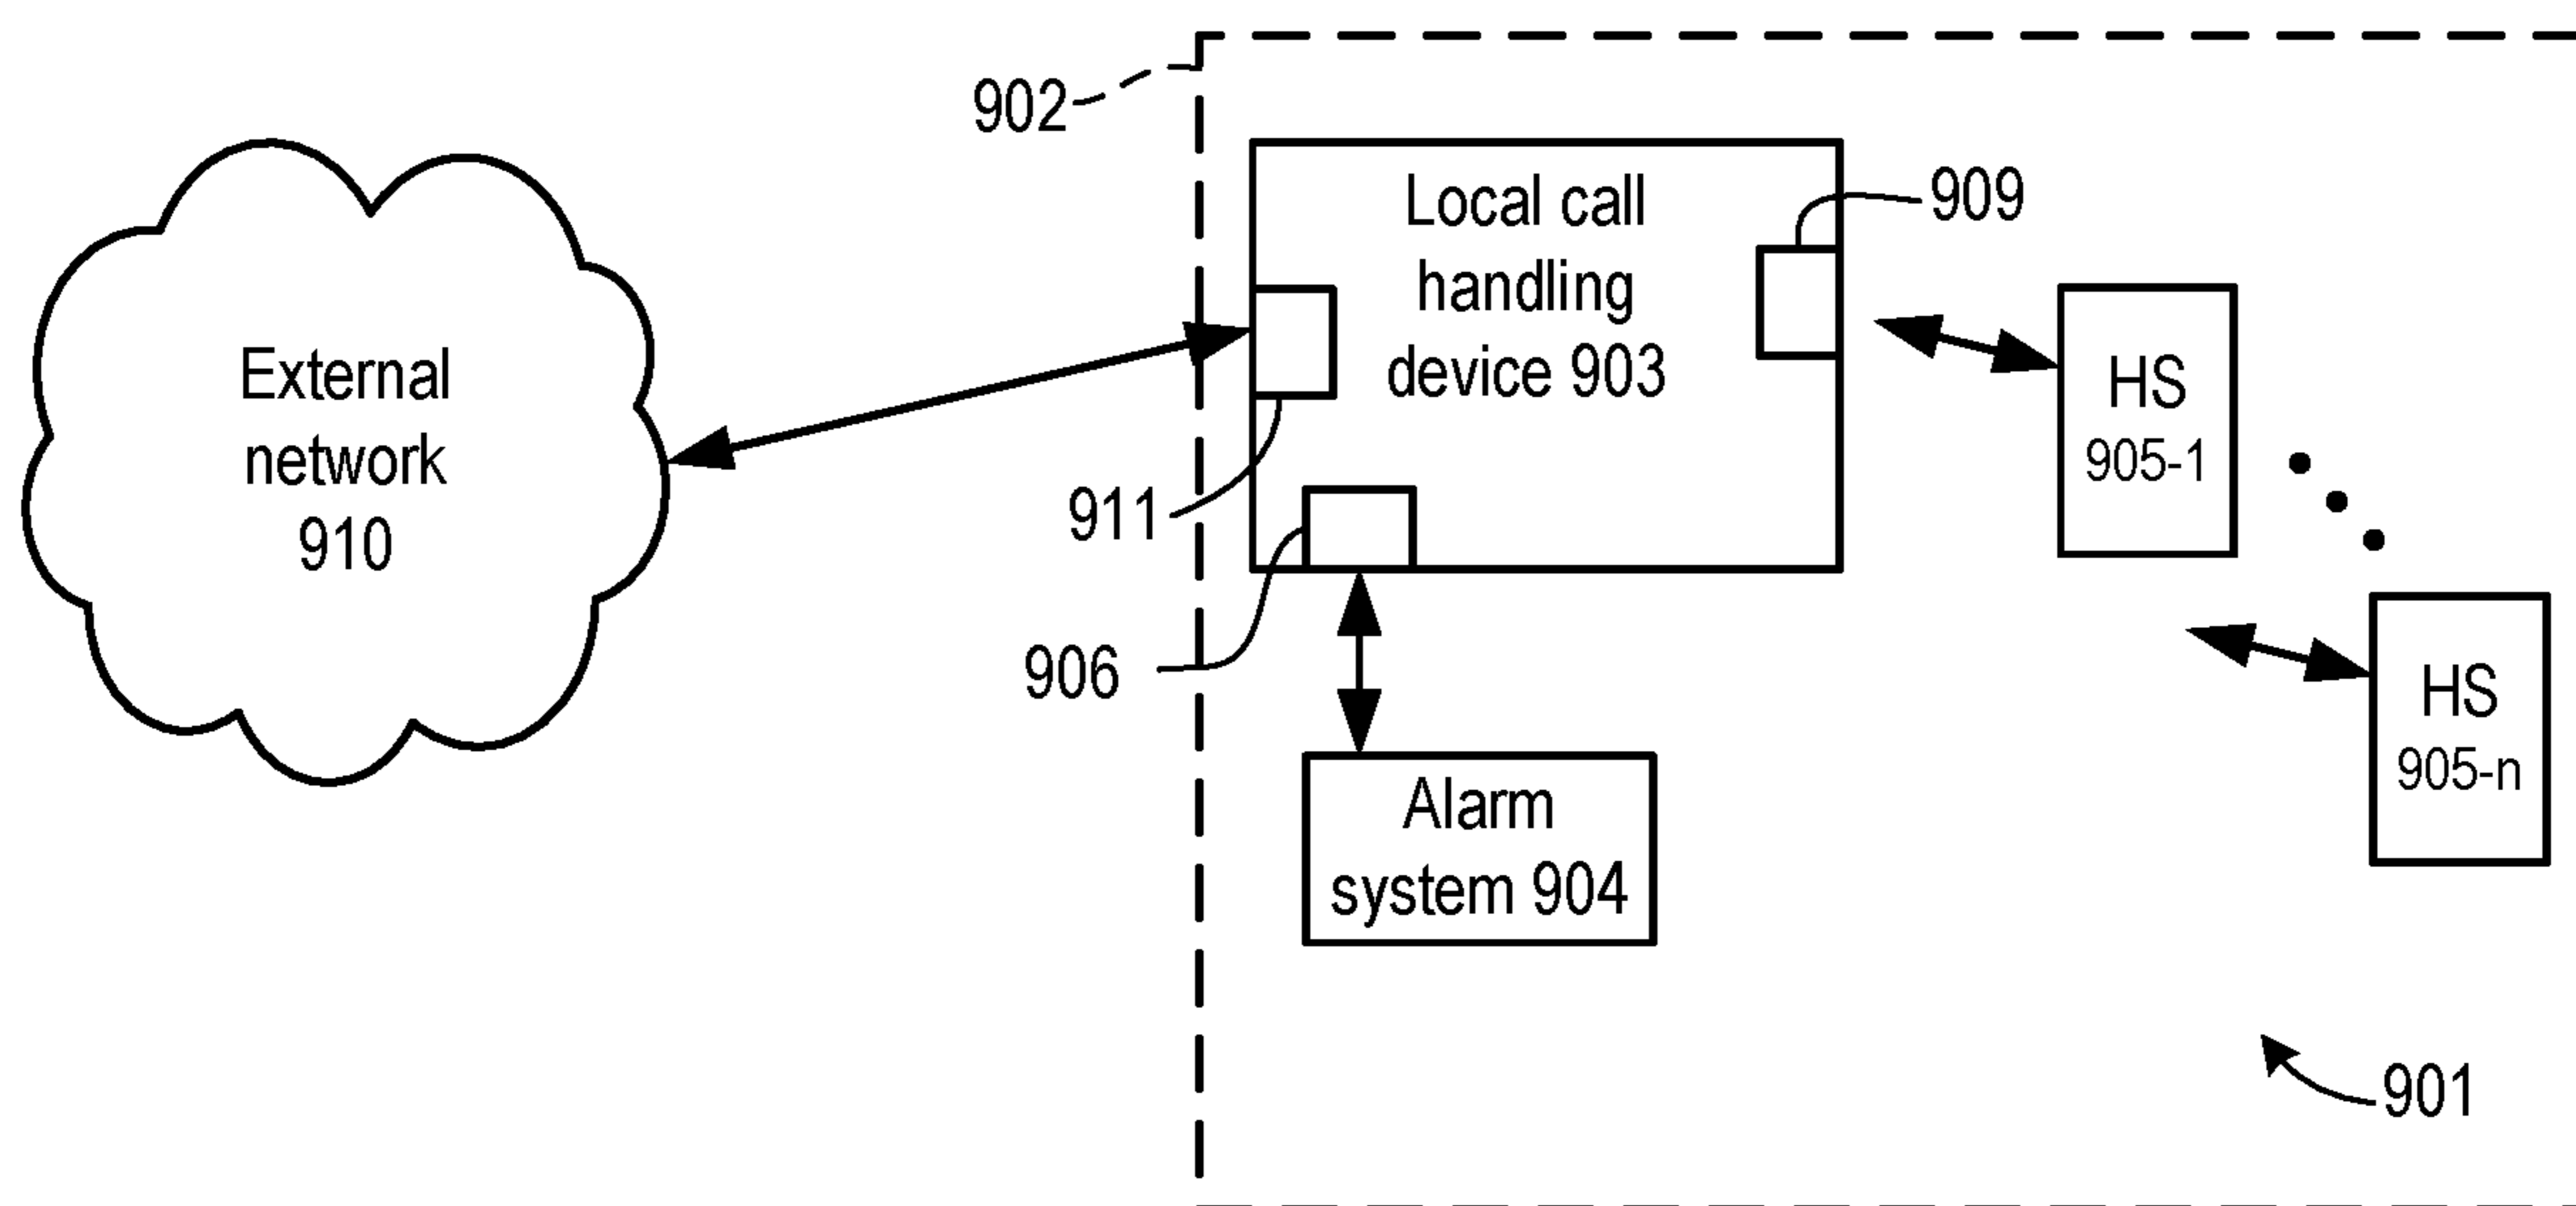 902
Local call
handling
device 903
909
External
network
910
HS
905-1
911
906
HS
905-n
Alarm
system 904
901